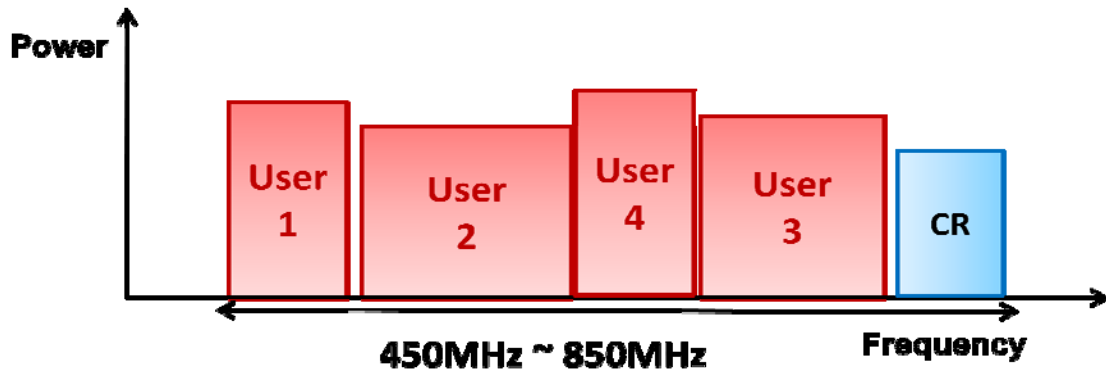 Power
User
1
User
2
User
4
User
3
CR
450MHz ~ 850MHz
Frequency